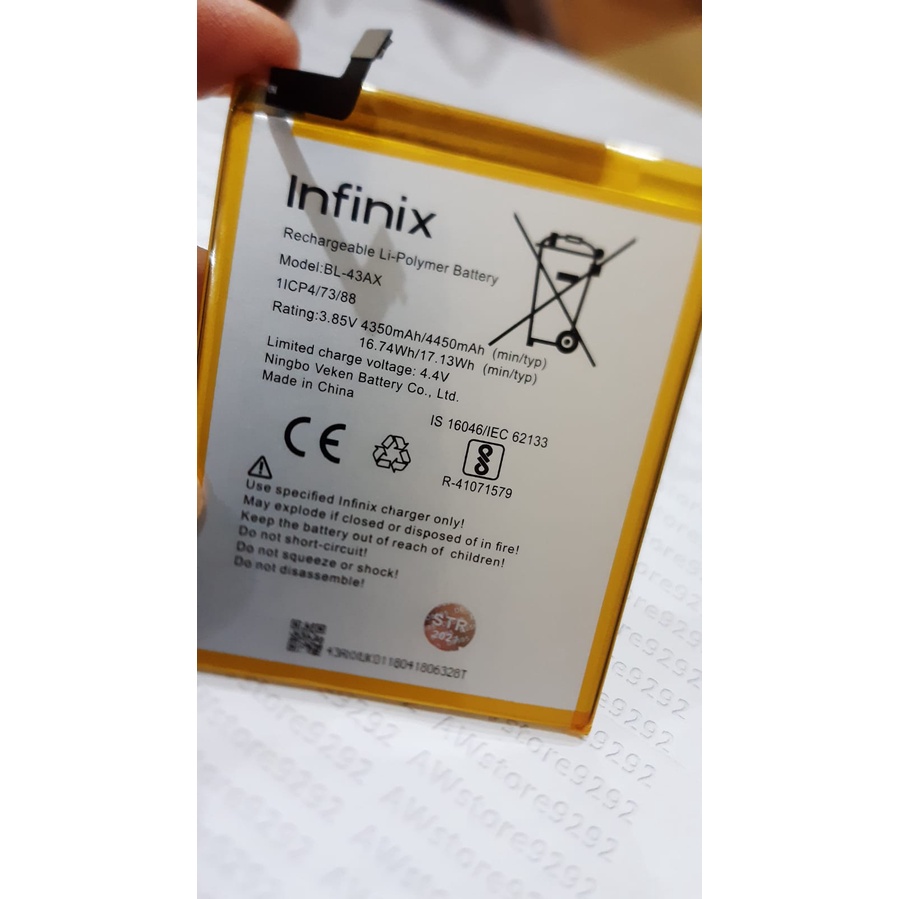 Infinix
Rechargeable Li-Polymer Battery
Model:BL-43AX
1ICP4/73/88
Rating:3.85V 4350mAh/4450mAh (min/typ)
16.74Wh/17.13Wh (min/typ)
Limited charge voltage: 4.4V
Ningbo Veken Battery Co., Ltd.
Made in China
IS 16046/IEC 62133
CE
R-41071579
Use specified Infinix charger only!
May explode if closed or disposed of in fire!
Keep the battery out of reach of children!
Do not short-circuit!
Do not squeeze or shock!
Do not disassemble!
STR
2021
AWstore9292
AWstore9292
AWstore9292